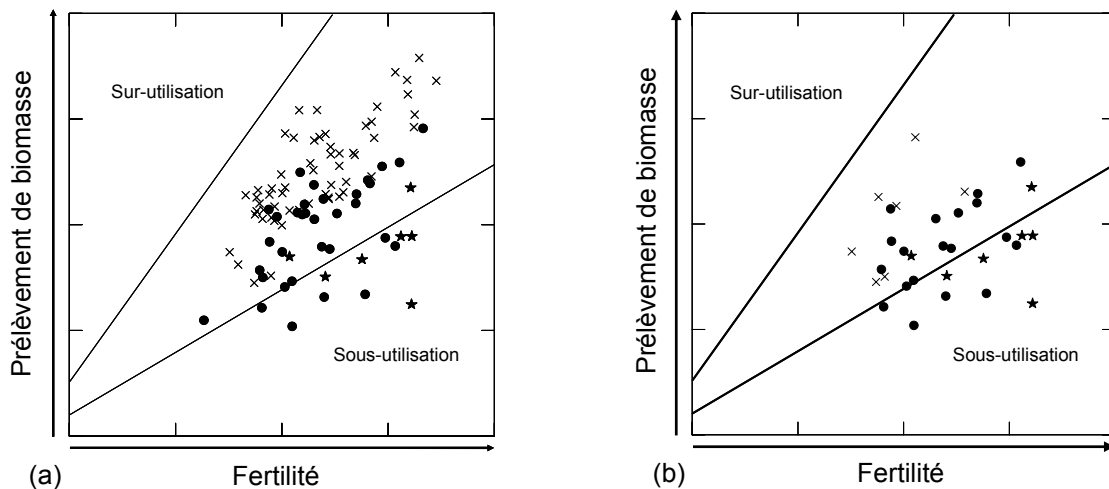 Prélèvement de biomasse
Sur-utilisation
Sous-utilisation
(a)
Fertilité
Prélèvement de biomasse
Sur-utilisation
Sous-utilisation
(b)
Fertilité